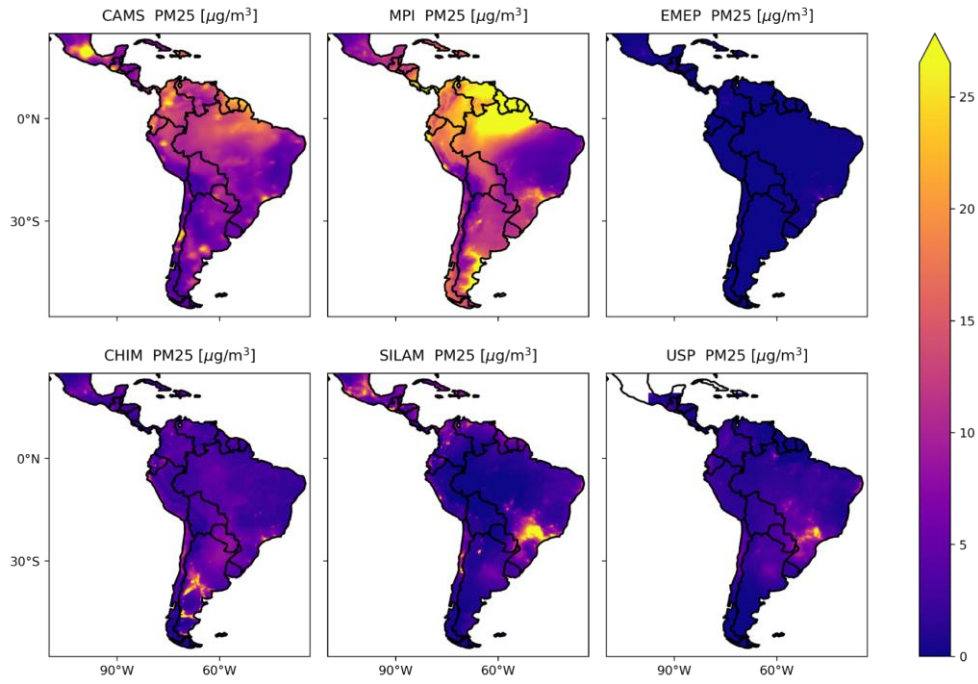 CAMS PM25 [μg/m³]
MPI PM25 [μg/m³]
EMEP PM25 [μg/m³]
0°N
30°S
CHIM PM25 [μg/m³]
SILAM PM25 [μg/m³]
USP PM25 [μg/m³]
0°N
30°S
90°W 60°W
90°W 60°W
90°W 60°W
25
20
15
10
5
0